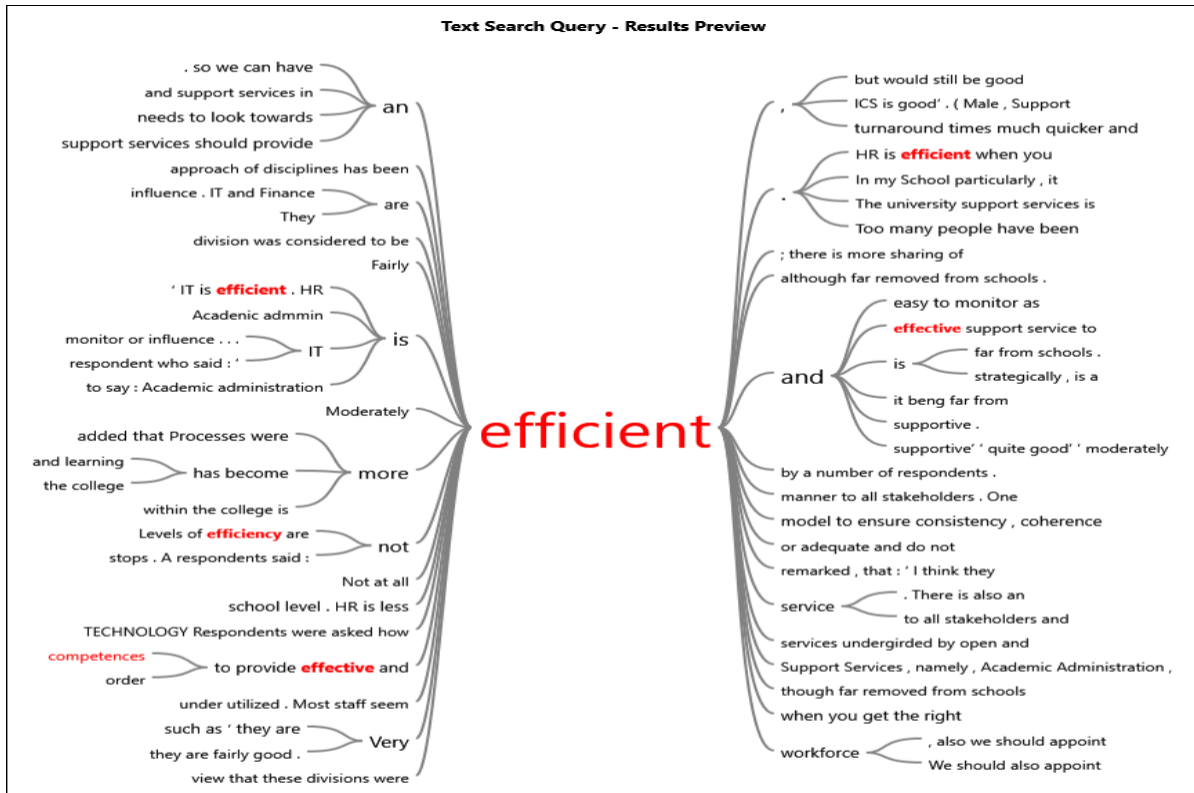 Text Search Query - Results Preview
. so we can have
and support services in
needs to look towards
support services should provide
an
approach of disciplines has been
influence . IT and Finance
They
are
division was considered to be
Fairly
' IT is efficient . HR
Acadenic admmin
monitor or influence . . .
respondent who said : '
IT
to say : Academic administration
is
Moderately
added that Processes were
and learning
the college
has become
within the college is
more
Levels of efficiency are
stops . A respondents said :
not
Not at all
school level . HR is less
TECHNOLOGY Respondents were asked how
competences
order
to provide effective and
under utilized . Most staff seem
such as ' they are
they are fairly good .
Very
view that these divisions were
efficient
,
but would still be good
ICS is good' . ( Male , Support
turnaround times much quicker and
.
HR is efficient when you
In my School particularly , it
The university support services is
Too many people have been
; there is more sharing of
although far removed from schools .
and
easy to monitor as
effective support service to
is
far from schools .
strategically , is a
it beng far from
supportive .
supportive' ' quite good' ' moderately
by a number of respondents .
manner to all stakeholders . One
model to ensure consistency , coherence
or adequate and do not
remarked , that : ' I think they
service
. There is also an
to all stakeholders and
services undergirded by open and
Support Services , namely , Academic Administration ,
though far removed from schools
when you get the right
workforce
, also we should appoint
We should also appoint